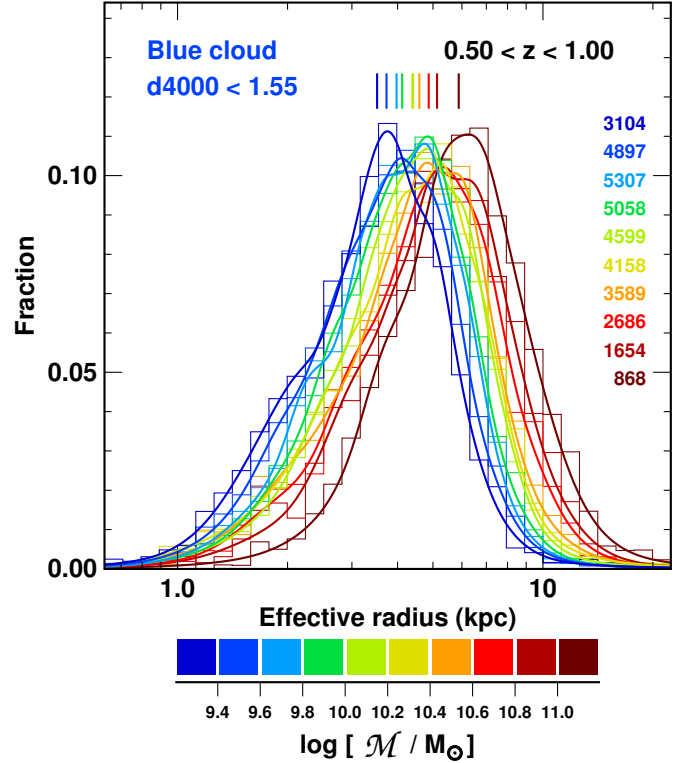 Blue cloud
0.50 < z < 1.00
d4000 < 1.55
3104
4897
5307
5058
4599
4158
3589
2686
1654
868
0.10
0.05
0.00
Fraction
1.0
10
Effective radius (kpc)
9.4 9.6 9.8 10.0 10.2 10.4 10.6 10.8 11.0
log [ ℳ / M⊙]